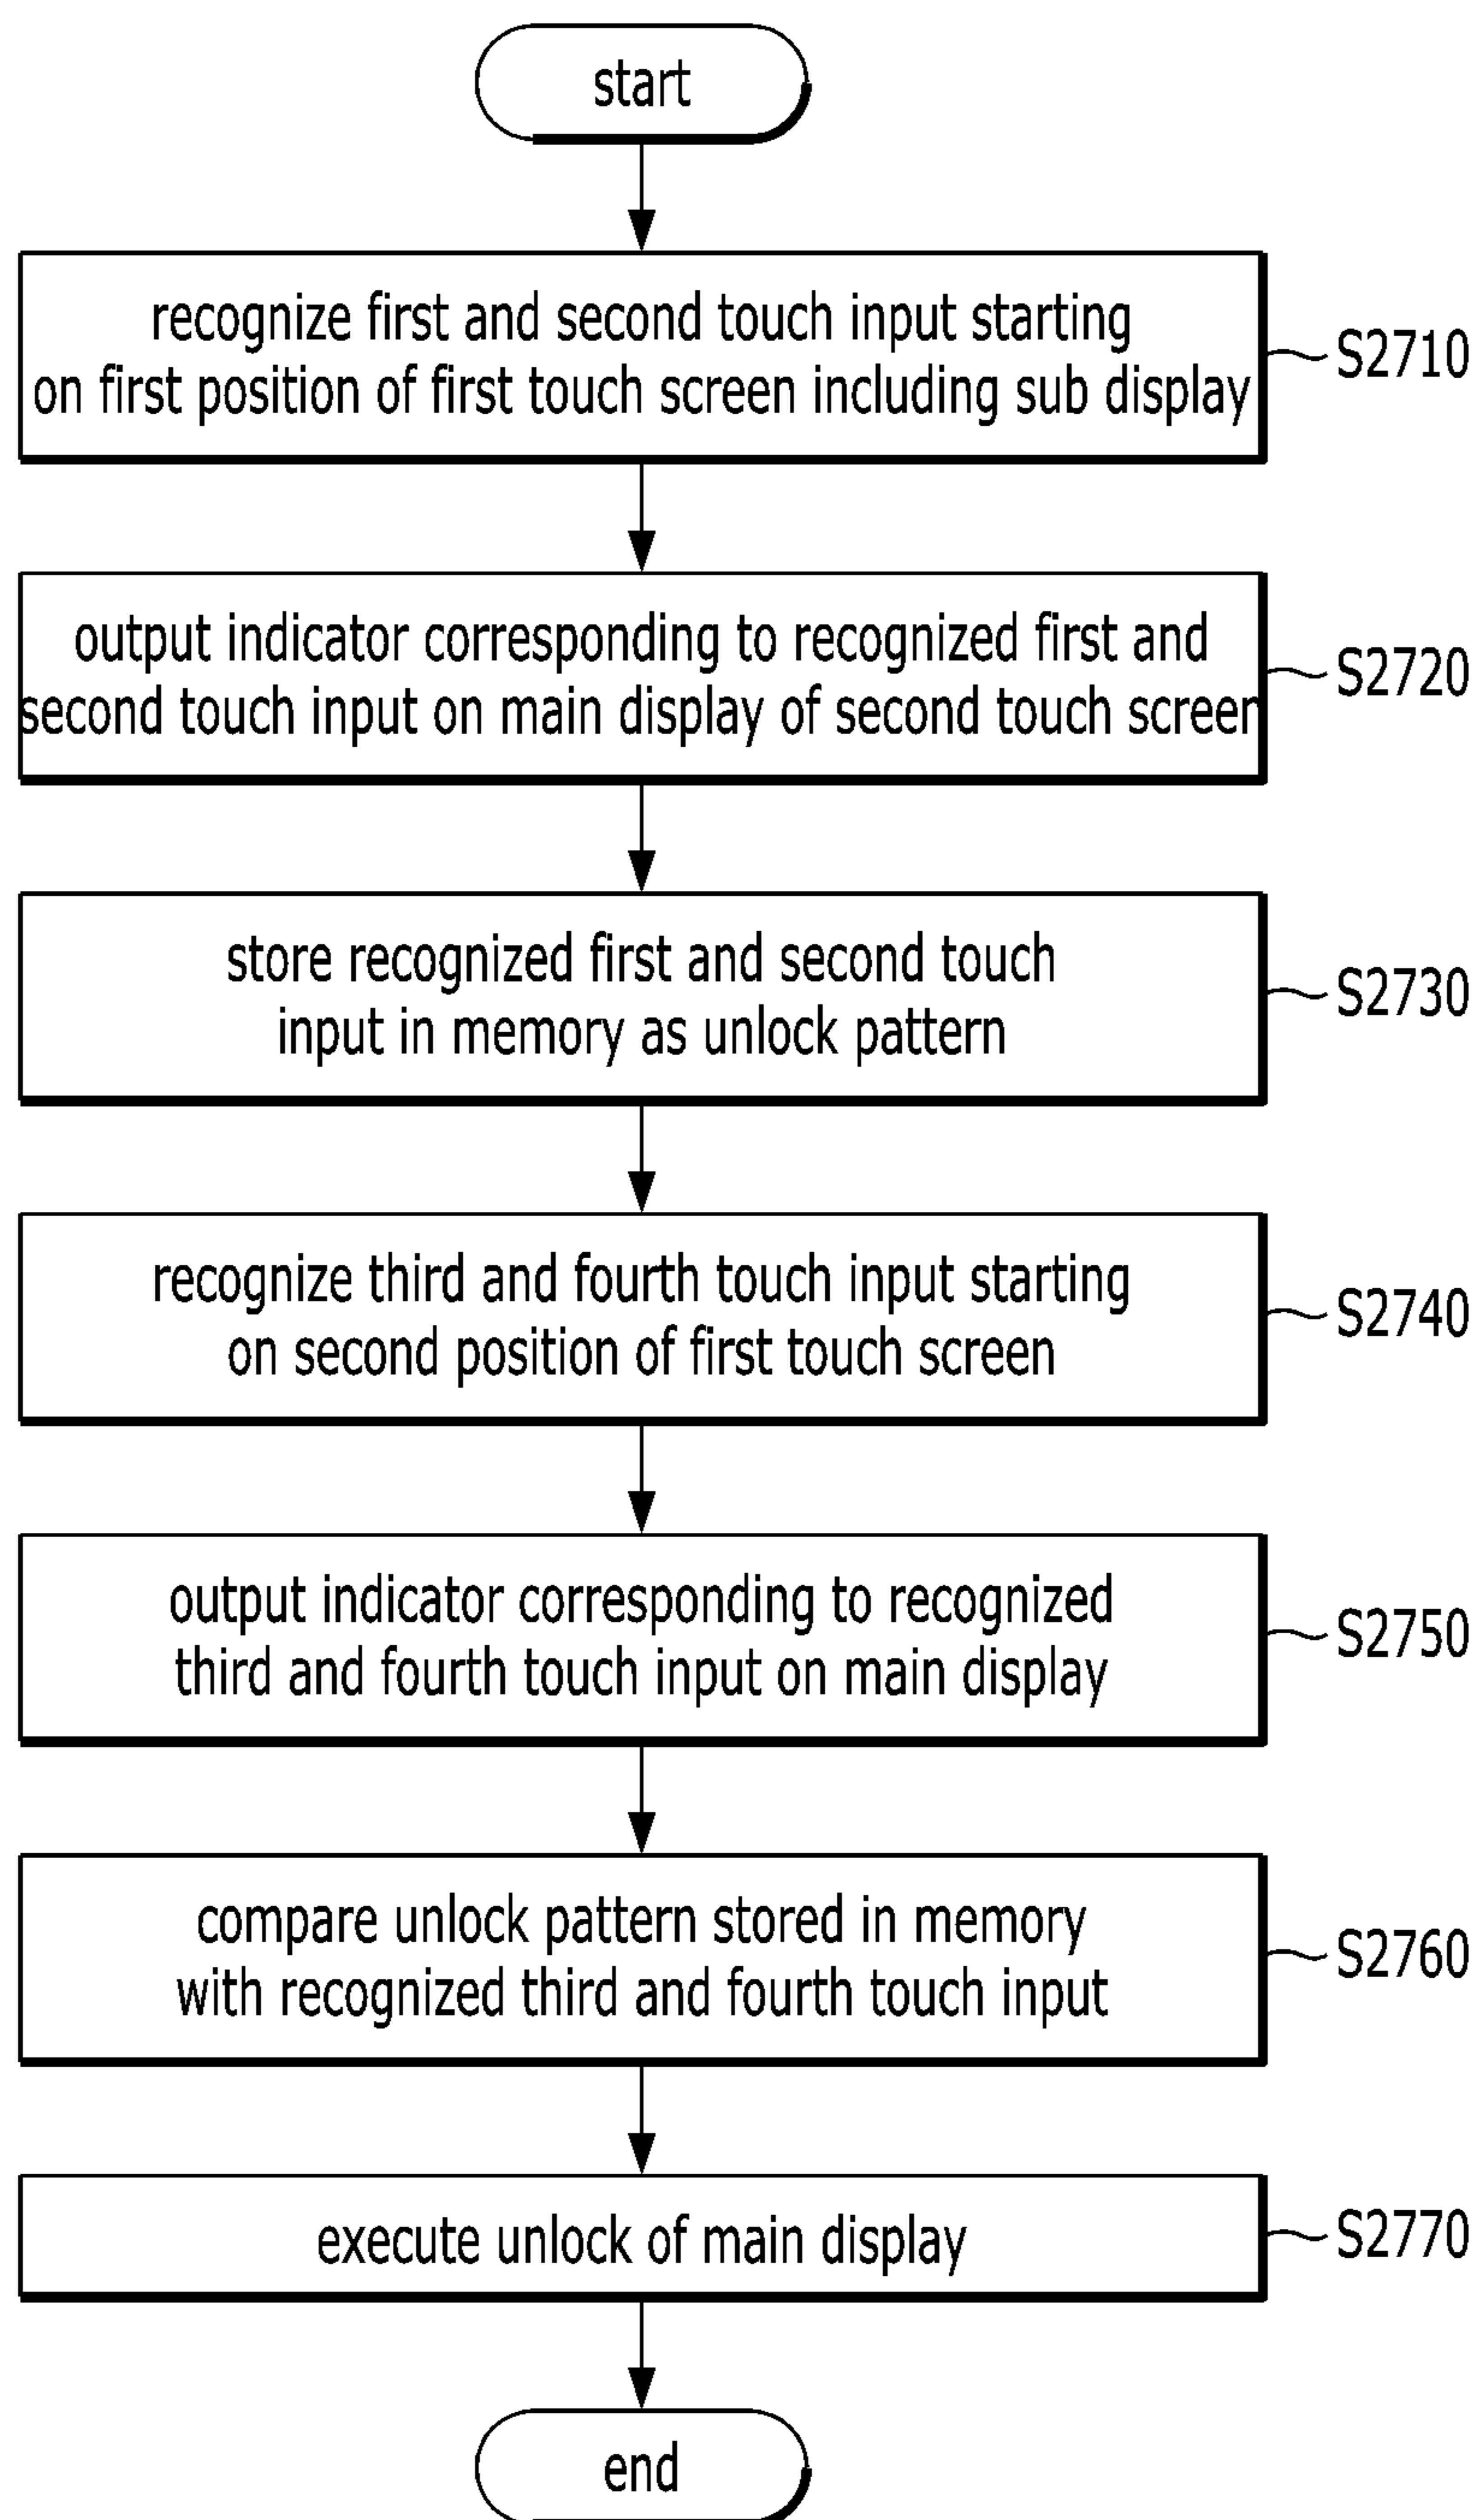 start
recognize first and second touch input starting
on first position of first touch screen including sub display
S2710
output indicator corresponding to recognized first and
second touch input on main display of second touch screen
S2720
store recognized first and second touch
input in memory as unlock pattern
S2730
recognize third and fourth touch input starting
on second position of first touch screen
S2740
output indicator corresponding to recognized
third and fourth touch input on main display
S2750
compare unlock pattern stored in memory
with recognized third and fourth touch input
S2760
execute unlock of main display
S2770
end